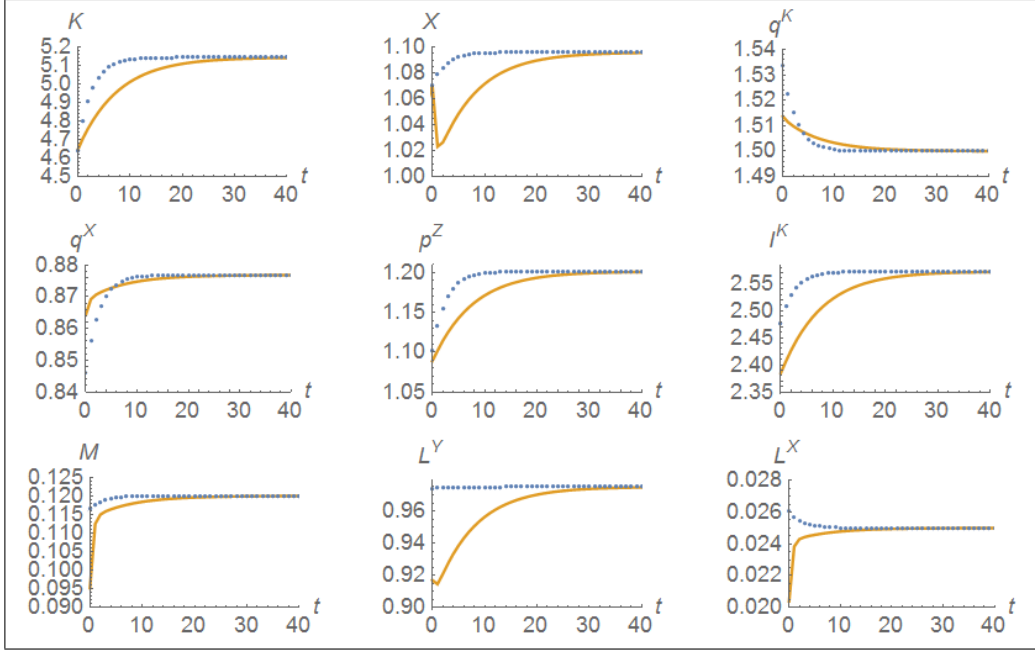 K
5.2
5.1
5.0
4.9
4.8
4.7
4.6
4.5
0 10 20 30 40 t
X
1.10
1.08
1.06
1.04
1.02
1.00
0 10 20 30 40 t
q^K
1.54
1.53
1.52
1.51
1.50
1.49
0 10 20 30 40 t
q^X
0.88
0.87
0.86
0.85
0.84
0 10 20 30 40 t
p^Z
1.20
1.15
1.10
1.05
0 10 20 30 40 t
I^K
2.55
2.50
2.45
2.40
2.35
0 10 20 30 40 t
M
0.125
0.120
0.115
0.110
0.105
0.100
0.095
0.090
0 10 20 30 40 t
L^Y
0.96
0.94
0.92
0.90
0 10 20 30 40 t
L^X
0.028
0.026
0.024
0.022
0.020
0 10 20 30 40 t